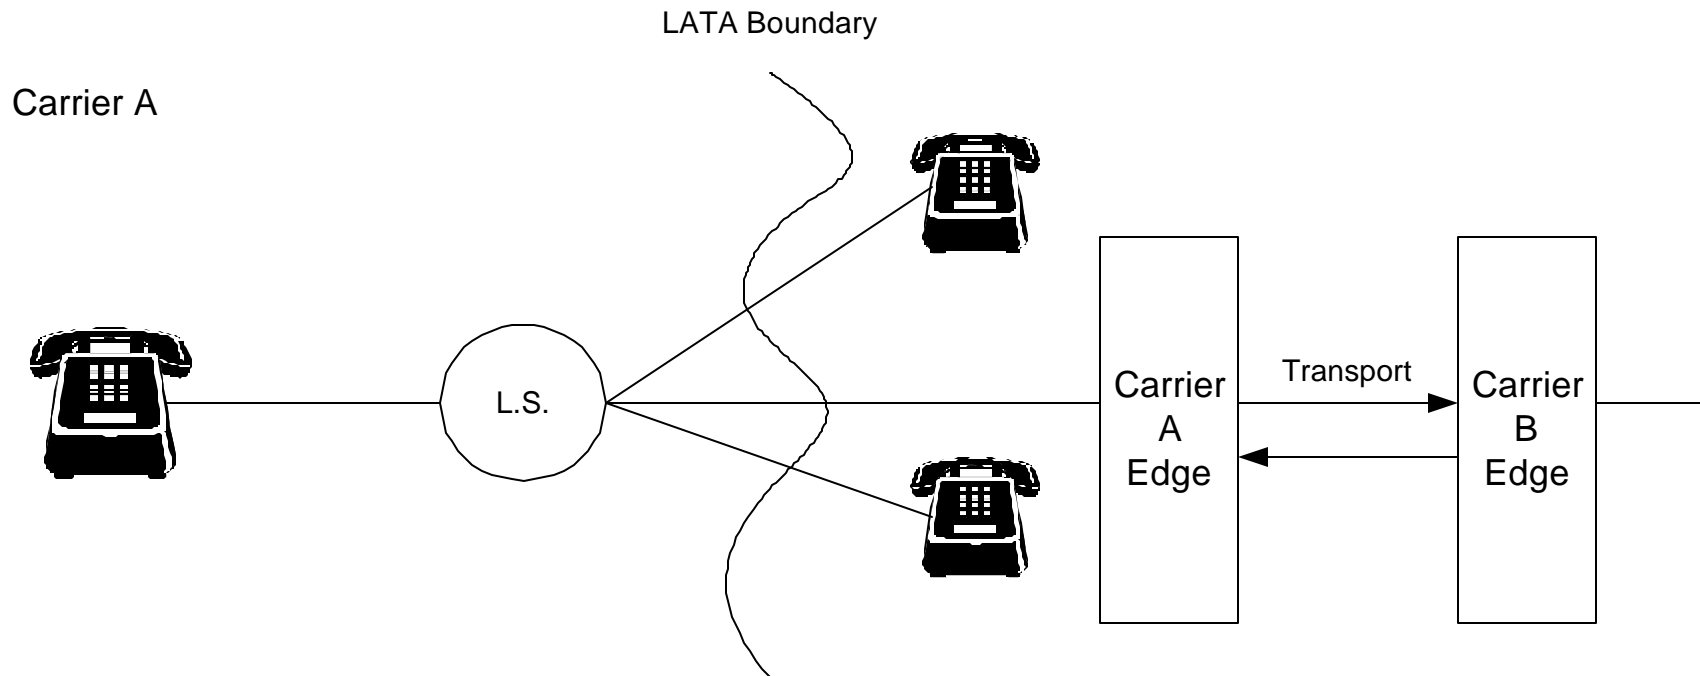 LATA Boundary
Carrier A
L.S.
Carrier
A
Edge
Transport
Carrier
B
Edge